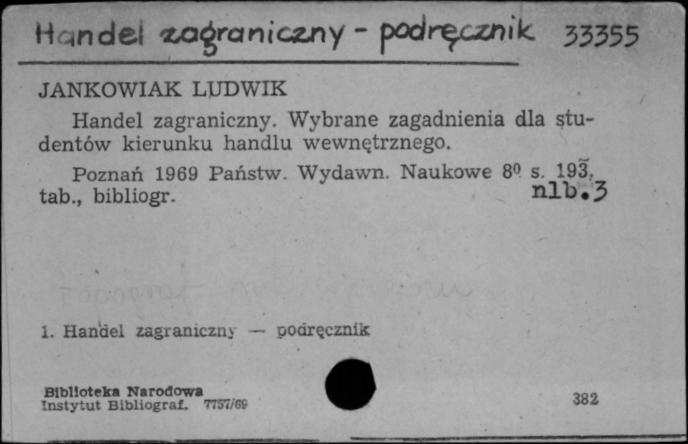 Handel zagraniczny - podręcznik 33355
JANKOWIAK LUDWIK
Handel zagraniczny. Wybrane zagadnienia dla stu-
dentów kierunku handlu wewnętrznego.
Poznań 1969 Państw. Wydawn. Naukowe 8º s. 193,
tab., bibliogr. nlb.3
1. Handel zagraniczny — podręcznik
Biblioteka Narodowa
Instytut Bibliograf. 7757/69
382